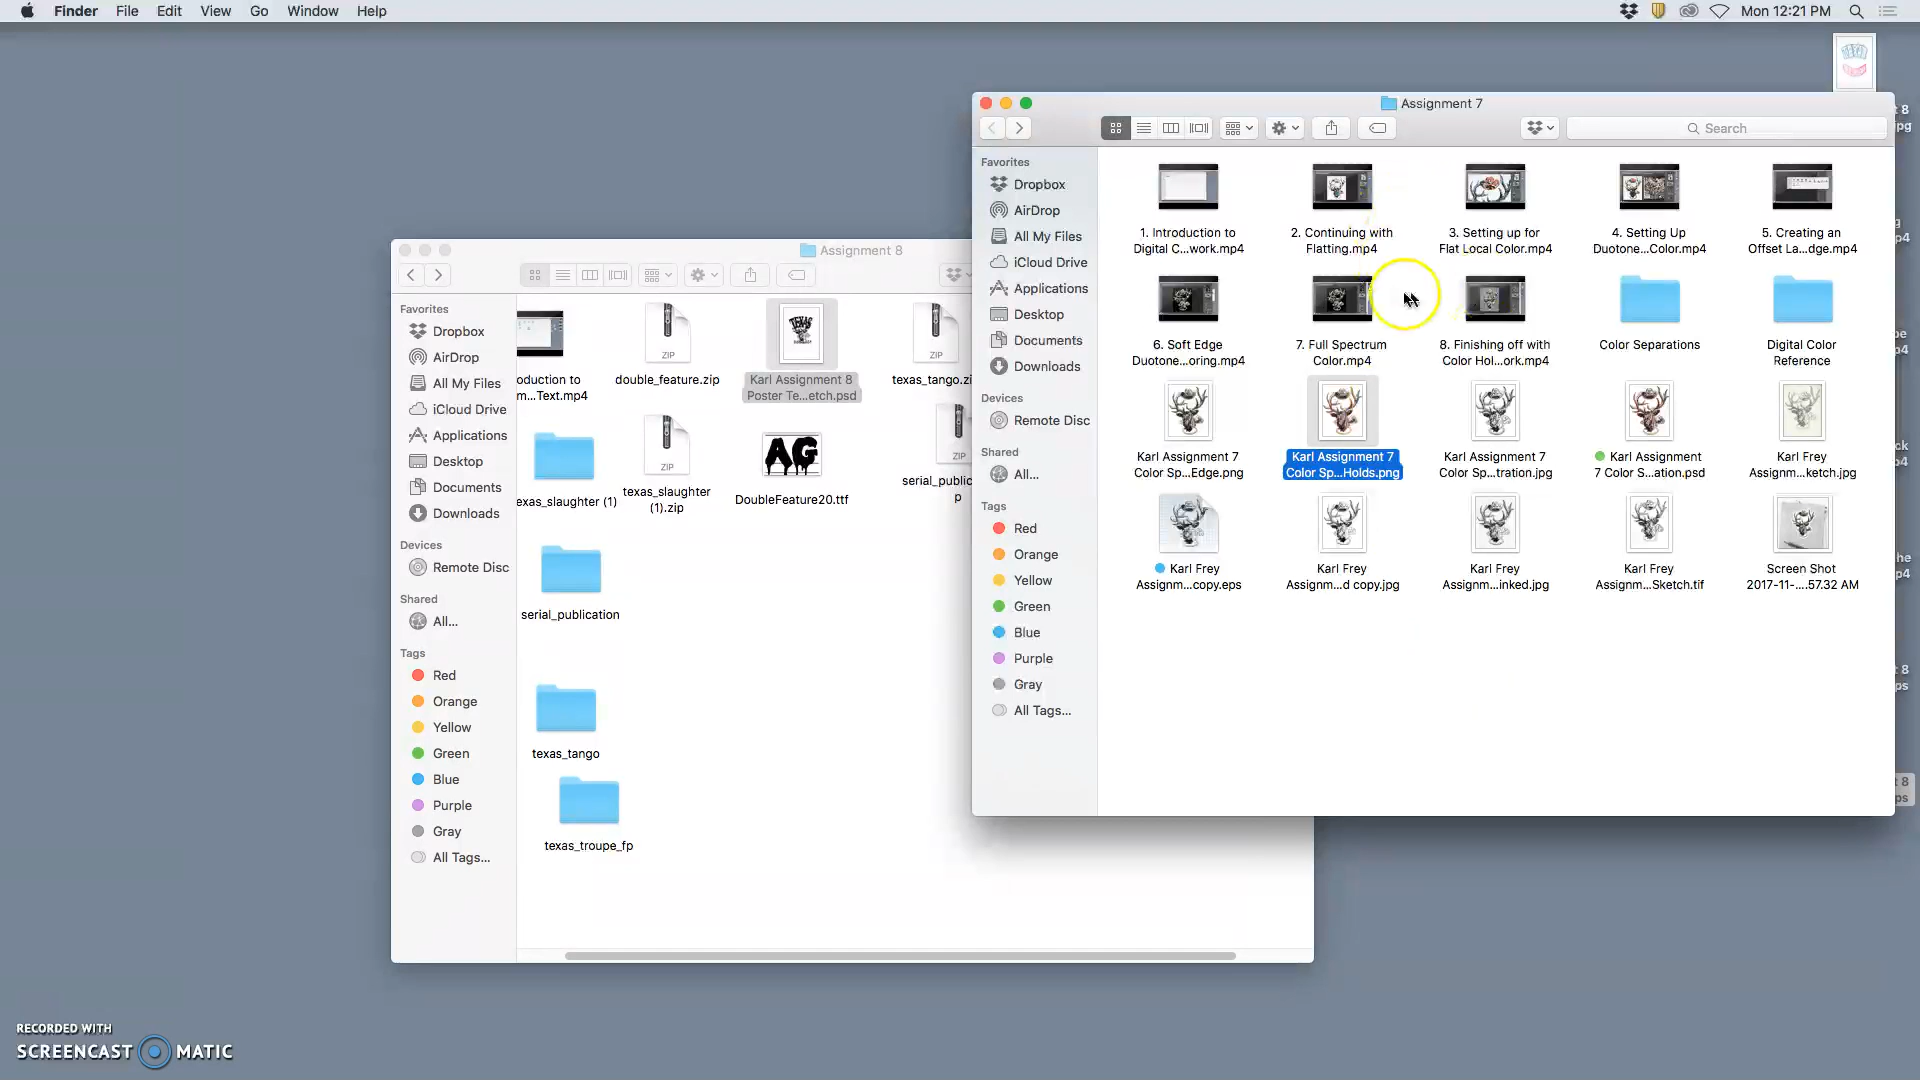 Finder File Edit View Go Window Help
Mon 12:21 PM
Assignment 7
Search
Favorites
Dropbox
AirDrop
All My Files
iCloud Drive
Applications
Desktop
Documents
Downloads
Devices
Remote Disc
Shared
All...
Tags
Red
Orange
Yellow
Green
Blue
Purple
Gray
All Tags...
1. Introduction to
Digital C...work.mp4
2. Continuing with
Flatting.mp4
3. Setting up for
Flat Local Color.mp4
4. Setting Up
Duotone...Color.mp4
5. Creating an
Offset La...dge.mp4
6. Soft Edge
Duotone...oring.mp4
7. Full Spectrum
Color.mp4
8. Finishing off with
Color Hol...ork.mp4
Color Separations
Digital Color
Reference
Karl Assignment 7
Color Sp...Edge.png
Karl Assignment 7
Color Sp...Holds.png
Karl Assignment 7
Color Sp...tration.jpg
Karl Assignment
7 Color S...ation.psd
Karl Frey
Assignm...ketch.jpg
Karl Frey
Assignm...copy.eps
Karl Frey
Assignm...d copy.jpg
Karl Frey
Assignm...inked.jpg
Karl Frey
Assignm...Sketch.tif
Screen Shot
2017-11-....57.32 AM
Assignment 8
Favorites
Dropbox
AirDrop
All My Files
iCloud Drive
Applications
Desktop
Documents
Downloads
Devices
Remote Disc
Shared
All...
Tags
Red
Orange
Yellow
Green
Blue
Purple
Gray
All Tags...
ZIP
TEXAS
ZIP
oduction to
m...Text.mp4
double_feature.zip
Karl Assignment 8
Poster Te...etch.psd
texas_tango.zi
ZIP
AG
ZIP
exas_slaughter (1)
texas_slaughter
(1).zip
DoubleFeature20.ttf
serial_public
p
serial_publication
texas_tango
texas_troupe_fp
RECORDED WITH
SCREENCAST MATIC